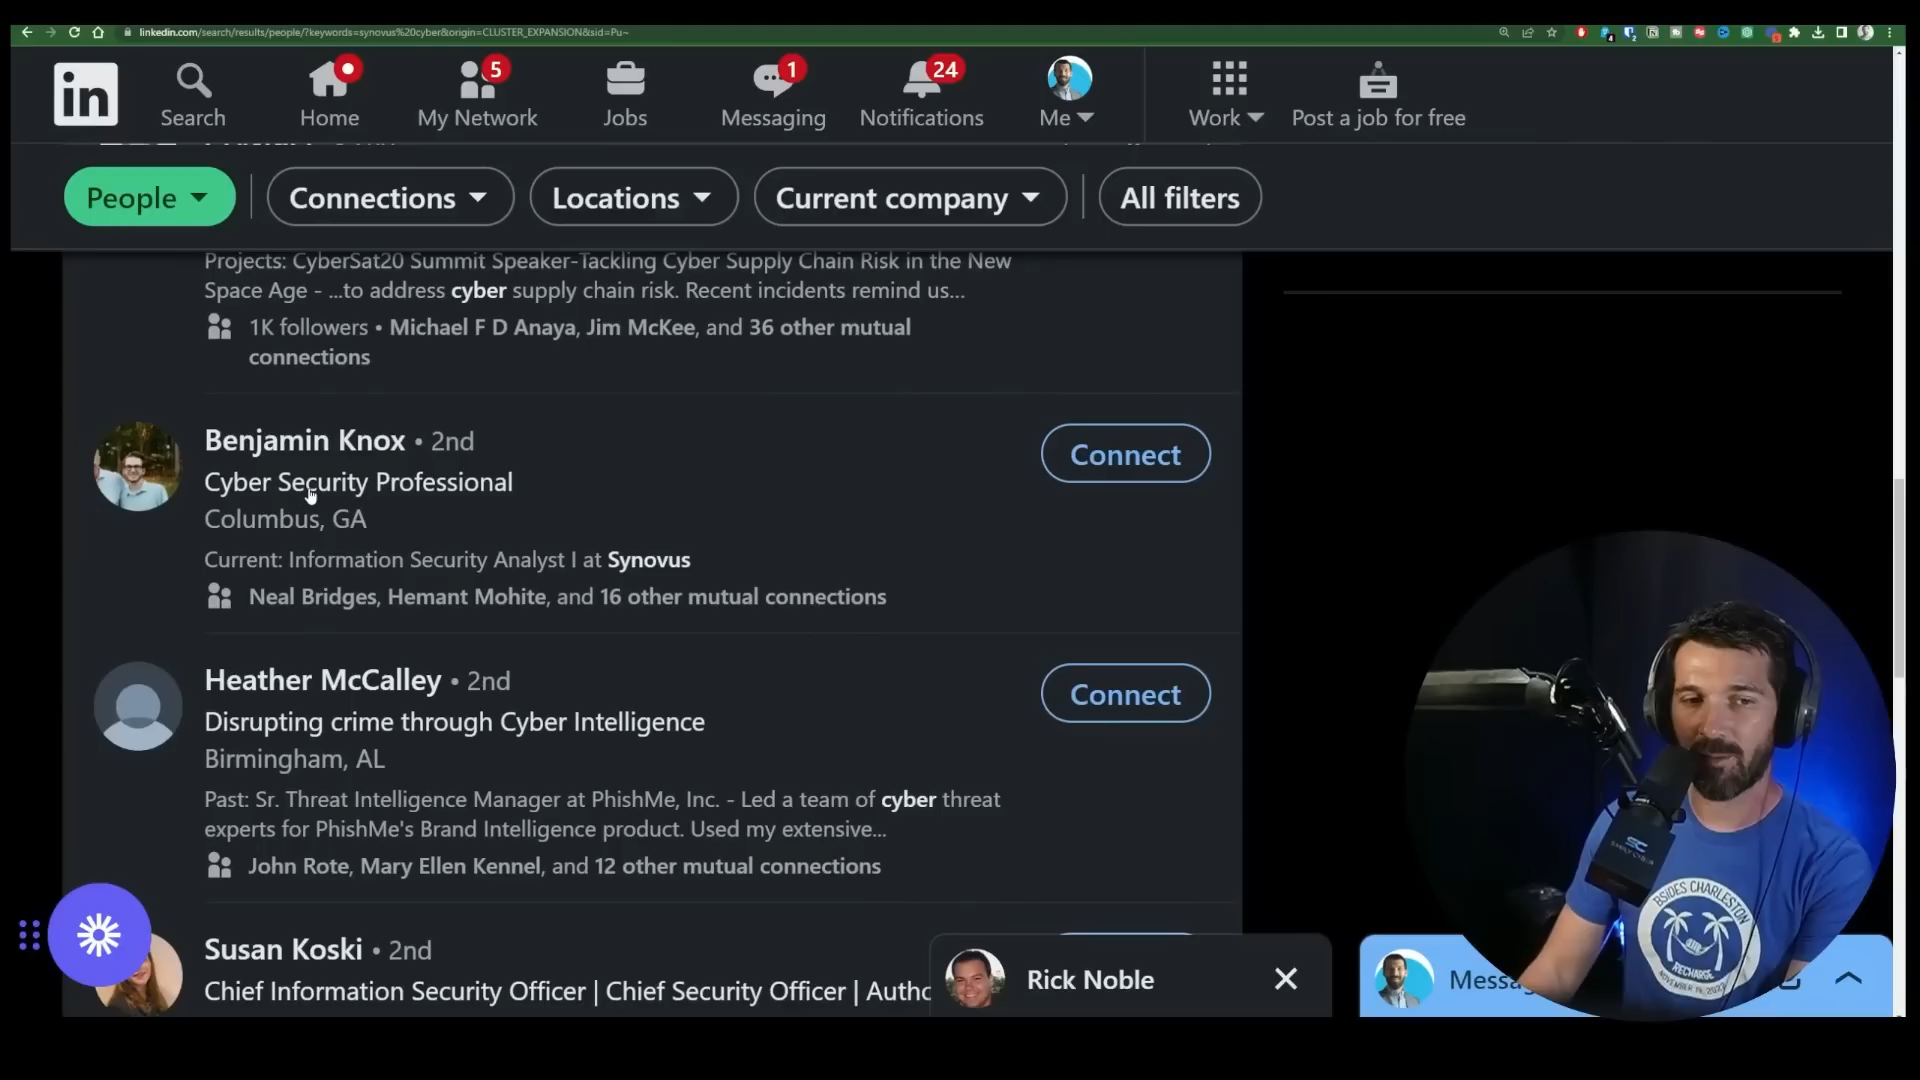 linkedin.com/search/results/people/?keywords=synovus%20cyber&origin=CLUSTER_EXPANSION&sid=Pu~
in
Search
Home
5
My Network
Jobs
1
Messaging
24
Notifications
Me
Work
Post a job for free
People
Connections
Locations
Current company
All filters
Projects: CyberSat20 Summit Speaker-Tackling Cyber Supply Chain Risk in the New
Space Age - ...to address cyber supply chain risk. Recent incidents remind us...
1K followers • Michael F D Anaya, Jim McKee, and 36 other mutual
connections
Benjamin Knox • 2nd
Connect
Cyber Security Professional
Columbus, GA
Current: Information Security Analyst I at Synovus
Neal Bridges, Hemant Mohite, and 16 other mutual connections
Heather McCalley • 2nd
Connect
Disrupting crime through Cyber Intelligence
Birmingham, AL
Past: Sr. Threat Intelligence Manager at PhishMe, Inc. - Led a team of cyber threat
experts for PhishMe's Brand Intelligence product. Used my extensive...
John Rote, Mary Ellen Kennel, and 12 other mutual connections
Susan Koski • 2nd
Chief Information Security Officer | Chief Security Officer | Autho
Rick Noble
Messa
BSIDES CHARLESTON
RECHARGE